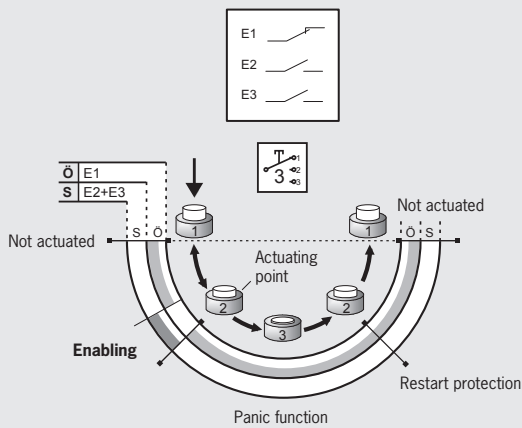 E1
E2
E3
1
2
3
3
Ö E1
S E2+E3
Not actuated
S Ö
1
1
Not actuated
Ö S
Actuating
point
2
2
3
Enabling
Restart protection
Panic function